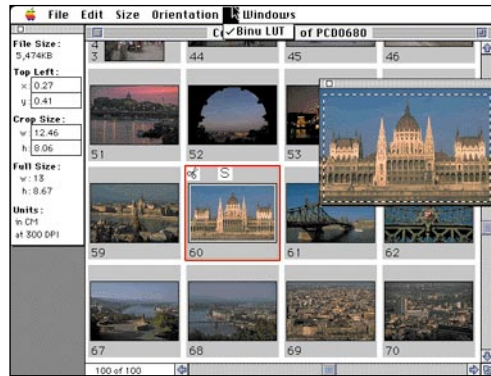 File Edit Size Orientation Windows
✓Binu LUT
of PCD0680
File Size:
5,474KB
Top Left:
x: 0.27
y: 0.41
Crop Size:
w: 12.46
h: 8.06
Full Size:
w: 13
h: 8.67
Units:
in CM
at 300 DPI
43 44 45 46
51 52 53
S
59 60 61 62
67 68 69 70
100 of 100